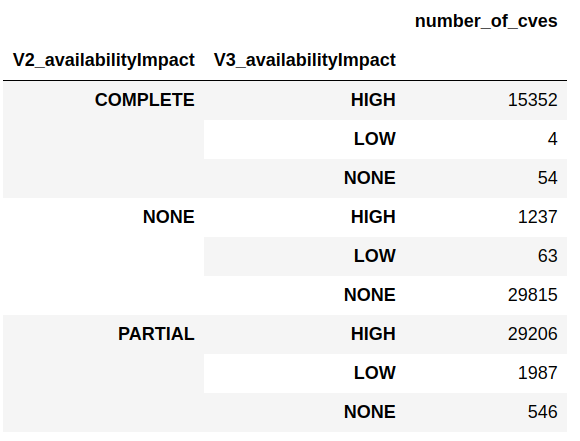 number_of_cves
V2_availabilityImpact V3_availabilityImpact
COMPLETE HIGH 15352
LOW 4
NONE 54
NONE HIGH 1237
LOW 63
NONE 29815
PARTIAL HIGH 29206
LOW 1987
NONE 546